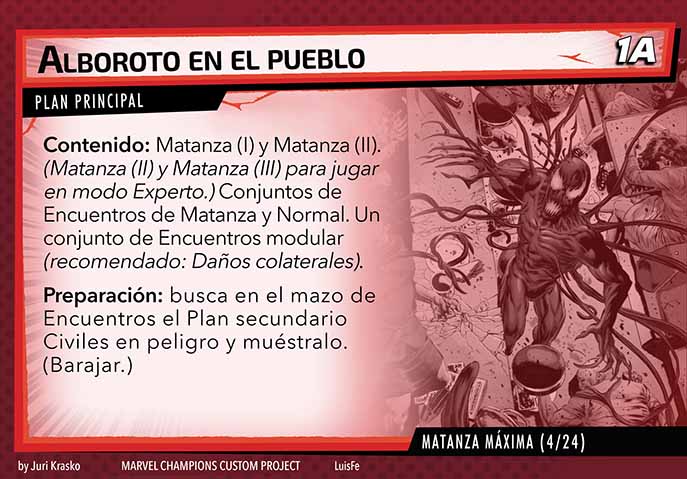 ALBOROTO EN EL PUEBLO
1A
PLAN PRINCIPAL
Contenido: Matanza (I) y Matanza (II).
(Matanza (II) y Matanza (III) para jugar
en modo Experto.) Conjuntos de
Encuentros de Matanza y Normal. Un
conjunto de Encuentros modular
(recomendado: Daños colaterales).
Preparación: busca en el mazo de
Encuentros el Plan secundario
Civiles en peligro y muéstralo.
(Barajar.)
MATANZA MÁXIMA (4/24)
by Juri Krasko MARVEL CHAMPIONS CUSTOM PROJECT LuisFe